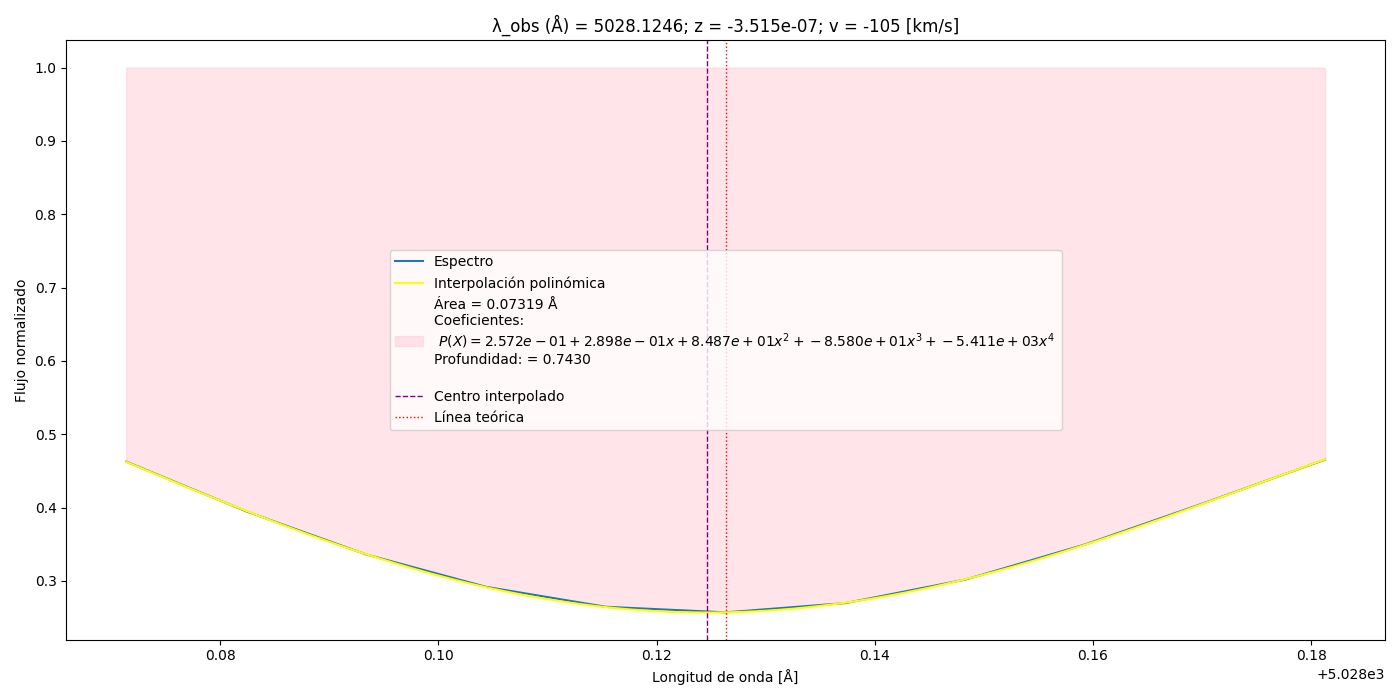 λ_obs (Å) = 5028.1246; z = -3.515e-07; v = -105 [km/s]
Flujo normalizado
1.0
0.9
0.8
0.7
0.6
0.5
0.4
0.3
Espectro
Interpolación polinómica
Área = 0.07319 Å
Coeficientes:
P(X) = 2.572e − 01 + 2.898e − 01x + 8.487e + 01x² + −8.580e + 01x³ + −5.411e + 03x⁴
Profundidad: = 0.7430
Centro interpolado
Línea teórica
0.08 0.10 0.12 0.14 0.16 0.18
+5.028e3
Longitud de onda [Å]